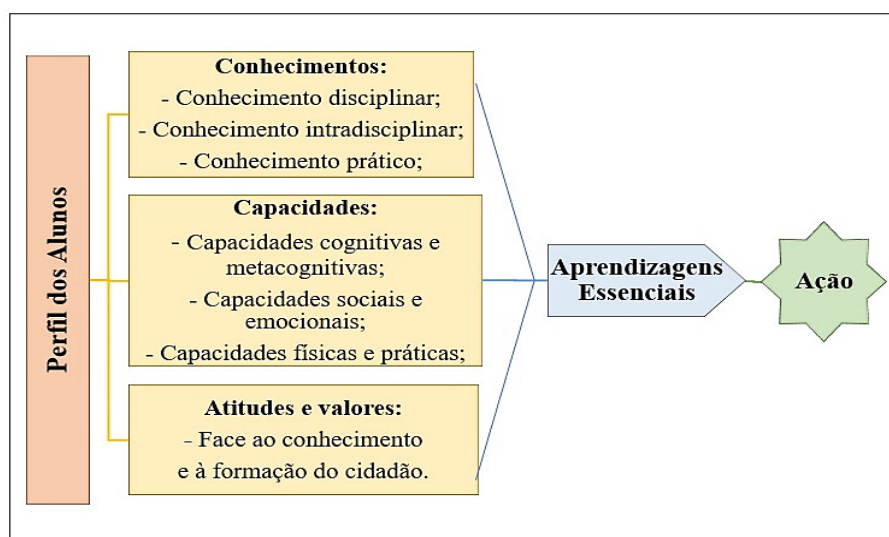 Perfil dos Alunos
Conhecimentos:
- Conhecimento disciplinar;
- Conhecimento intradisciplinar;
- Conhecimento prático;
Capacidades:
- Capacidades cognitivas e
metacognitivas;
- Capacidades sociais e
emocionais;
- Capacidades físicas e práticas;
Atitudes e valores:
- Face ao conhecimento
e à formação do cidadão.
Aprendizagens
Essenciais
Ação